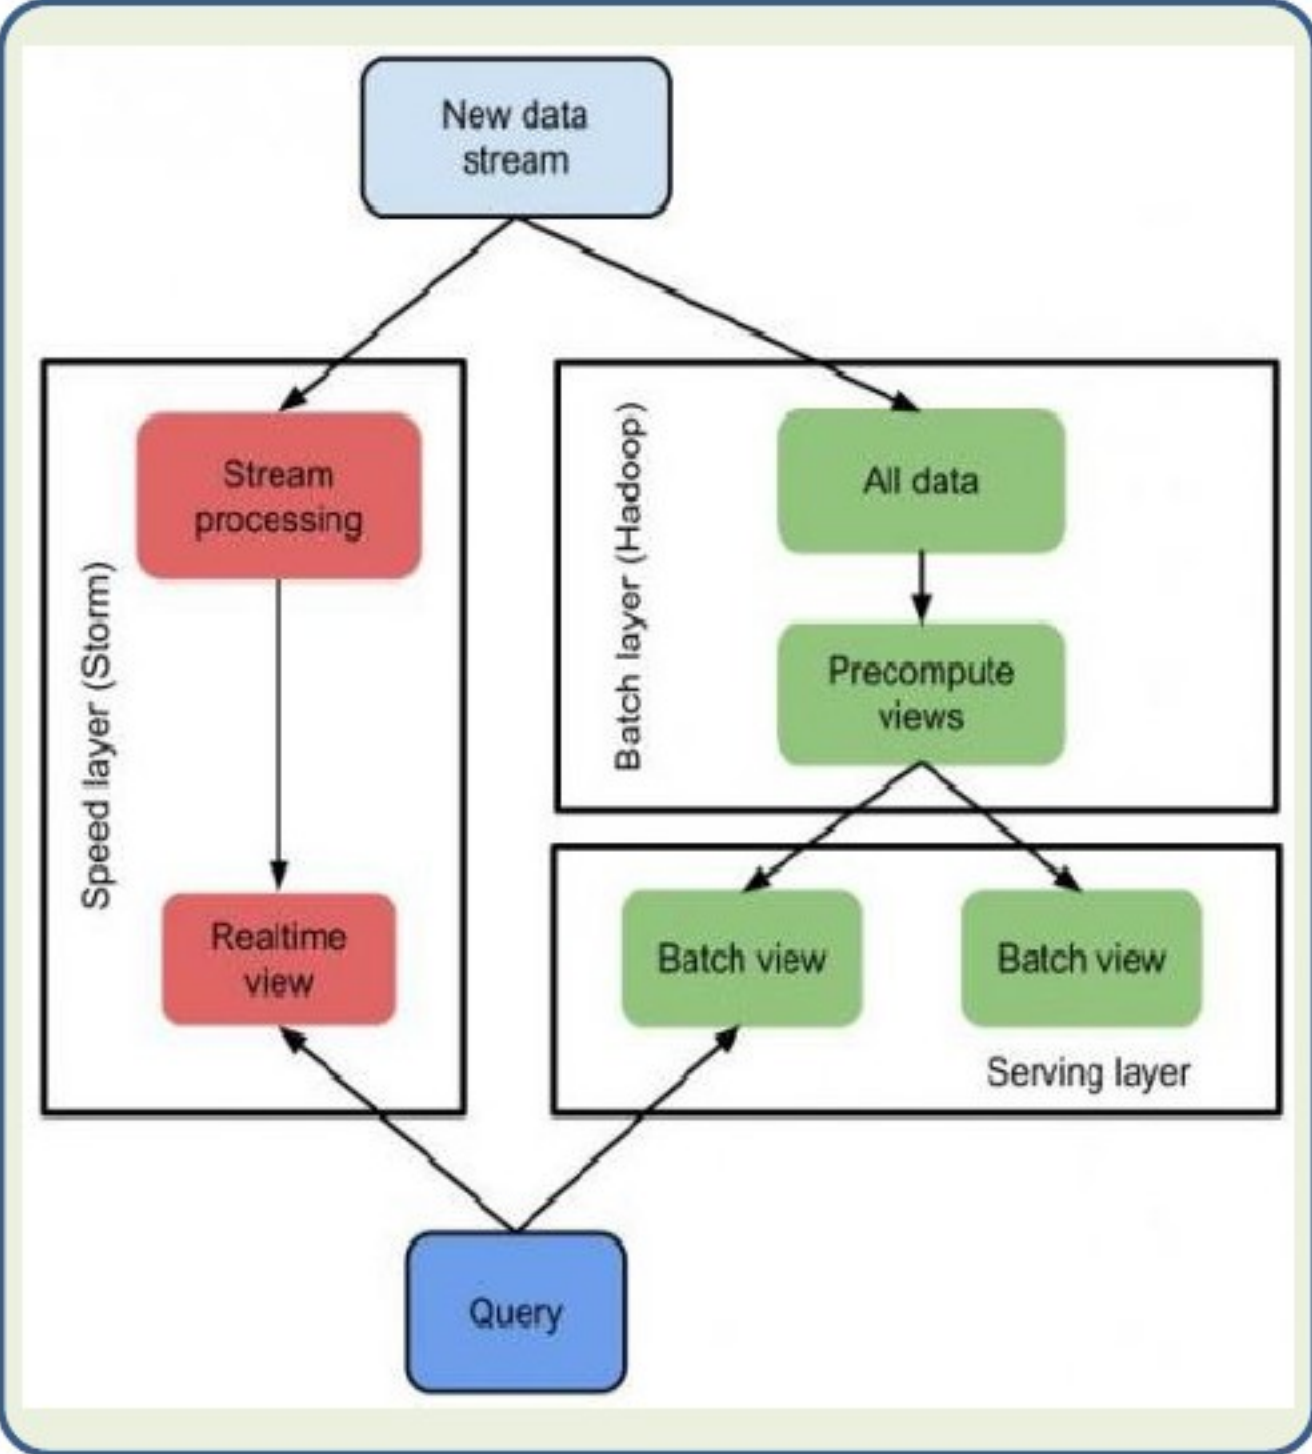 New data
stream
Speed layer (Storm)
Stream
processing
Realtime
view
Batch layer (Hadoop)
All data
Precompute
views
Batch view
Batch view
Serving layer
Query